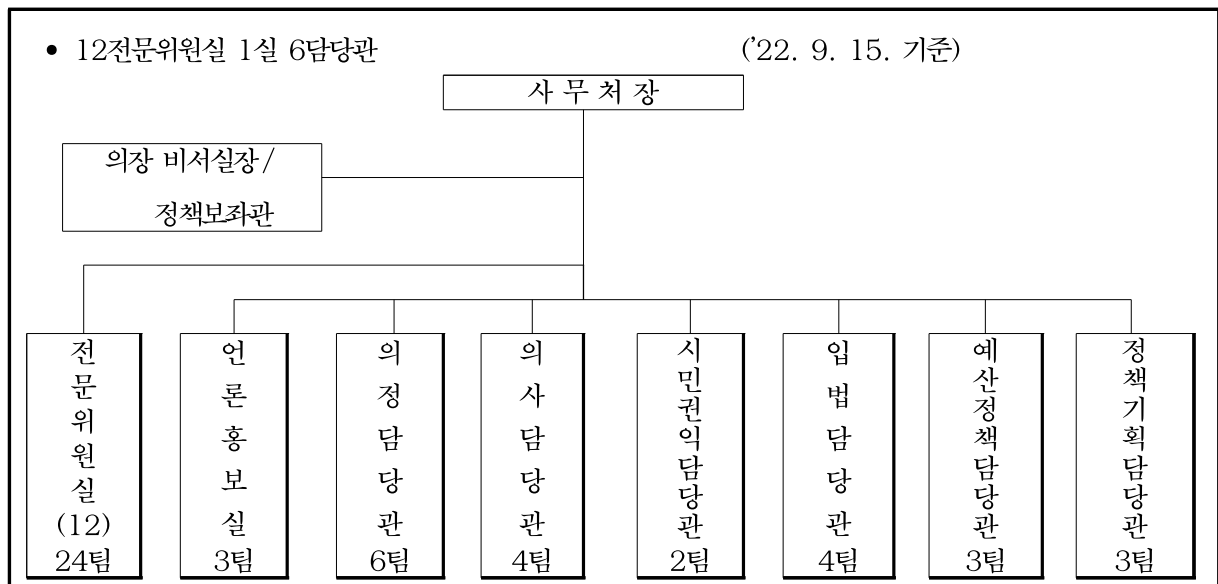 • 12전문위원실 1실 6담당관 ('22. 9. 15. 기준)
사 무 처 장
의장 비서실장/
정책보좌관
전문위원실
(12)
24팀
언론홍보실
3팀
의정담당관
6팀
의사담당관
4팀
시민권익담당관
2팀
입법담당관
4팀
예산정책담당관
3팀
정책기획담당관
3팀